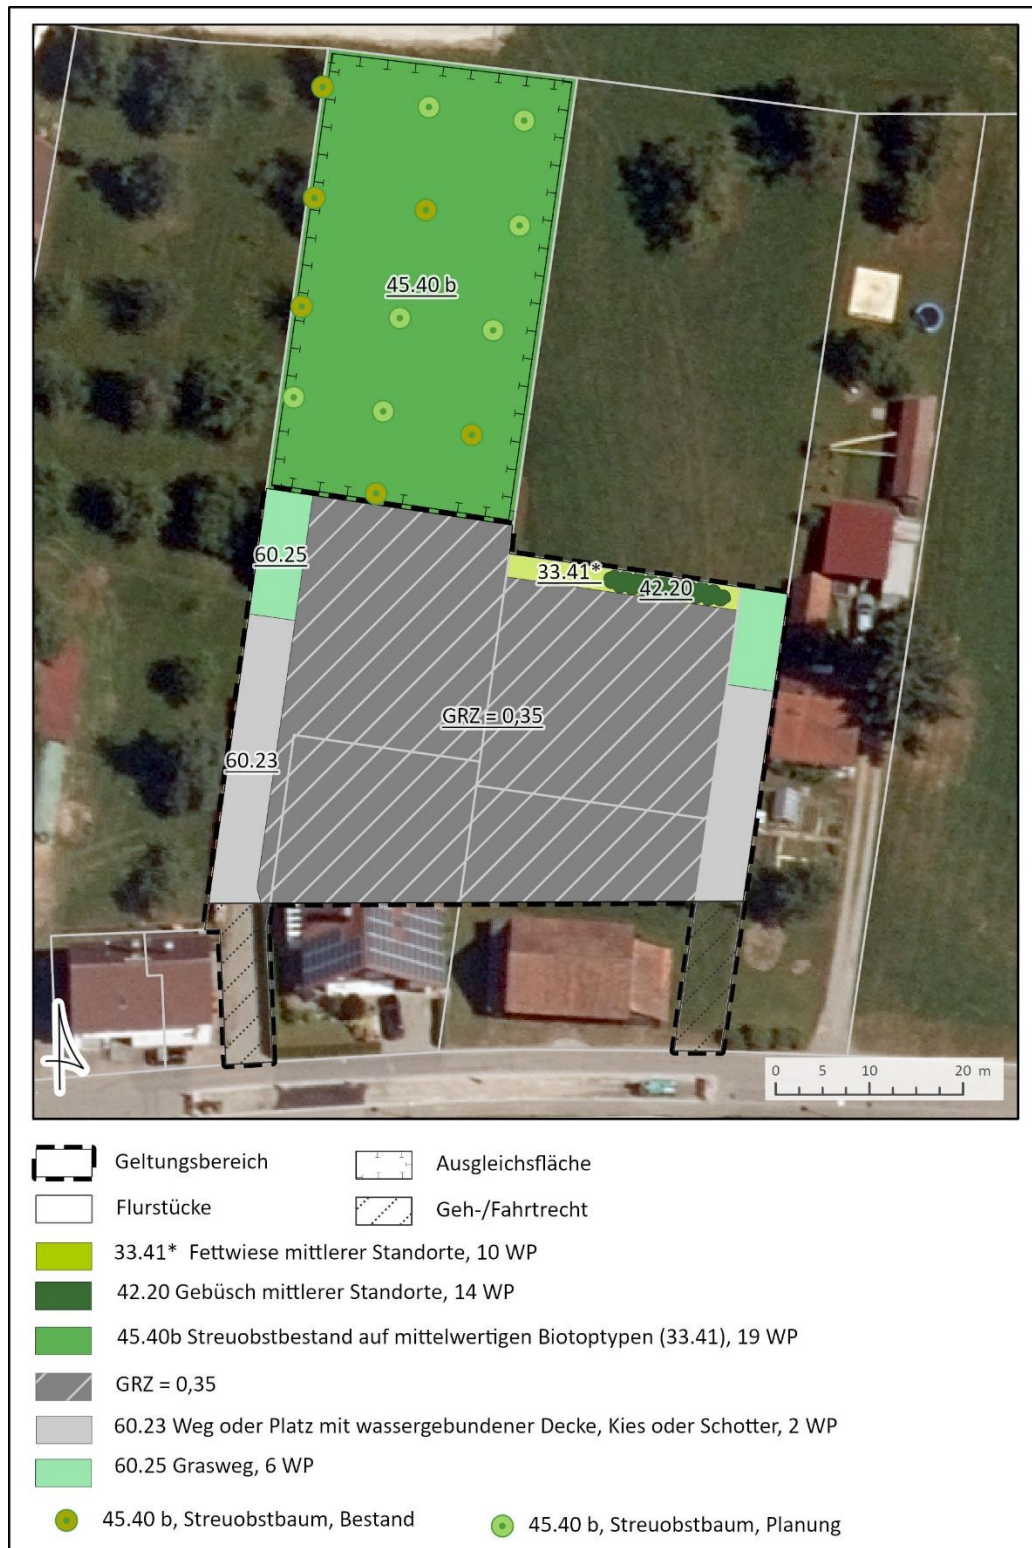 45.40 b
60.25
33.41*
42.20
GRZ = 0,35
60.23
0 5 10 20 m
Geltungsbereich
Ausgleichsfläche
Flurstücke
Geh-/Fahrtrecht
33.41* Fettwiese mittlerer Standorte, 10 WP
42.20 Gebüsch mittlerer Standorte, 14 WP
45.40b Streuobstbestand auf mittelwertigen Biotoptypen (33.41), 19 WP
GRZ = 0,35
60.23 Weg oder Platz mit wassergebundener Decke, Kies oder Schotter, 2 WP
60.25 Grasweg, 6 WP
45.40 b, Streuobstbaum, Bestand
45.40 b, Streuobstbaum, Planung